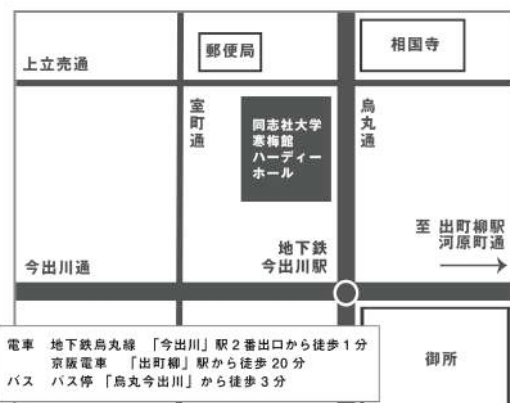 郵便局
相国寺
上立売通
室町通
烏丸通
同志社大学
寒梅館
ハーディー
ホール
至 出町柳駅
河原町通
地下鉄
今出川駅
今出川通
電車 地下鉄烏丸線 「今出川」駅2番出口から徒歩1分
京阪電車 「出町柳」駅から徒歩20分
バス バス停「烏丸今出川」から徒歩3分
御所